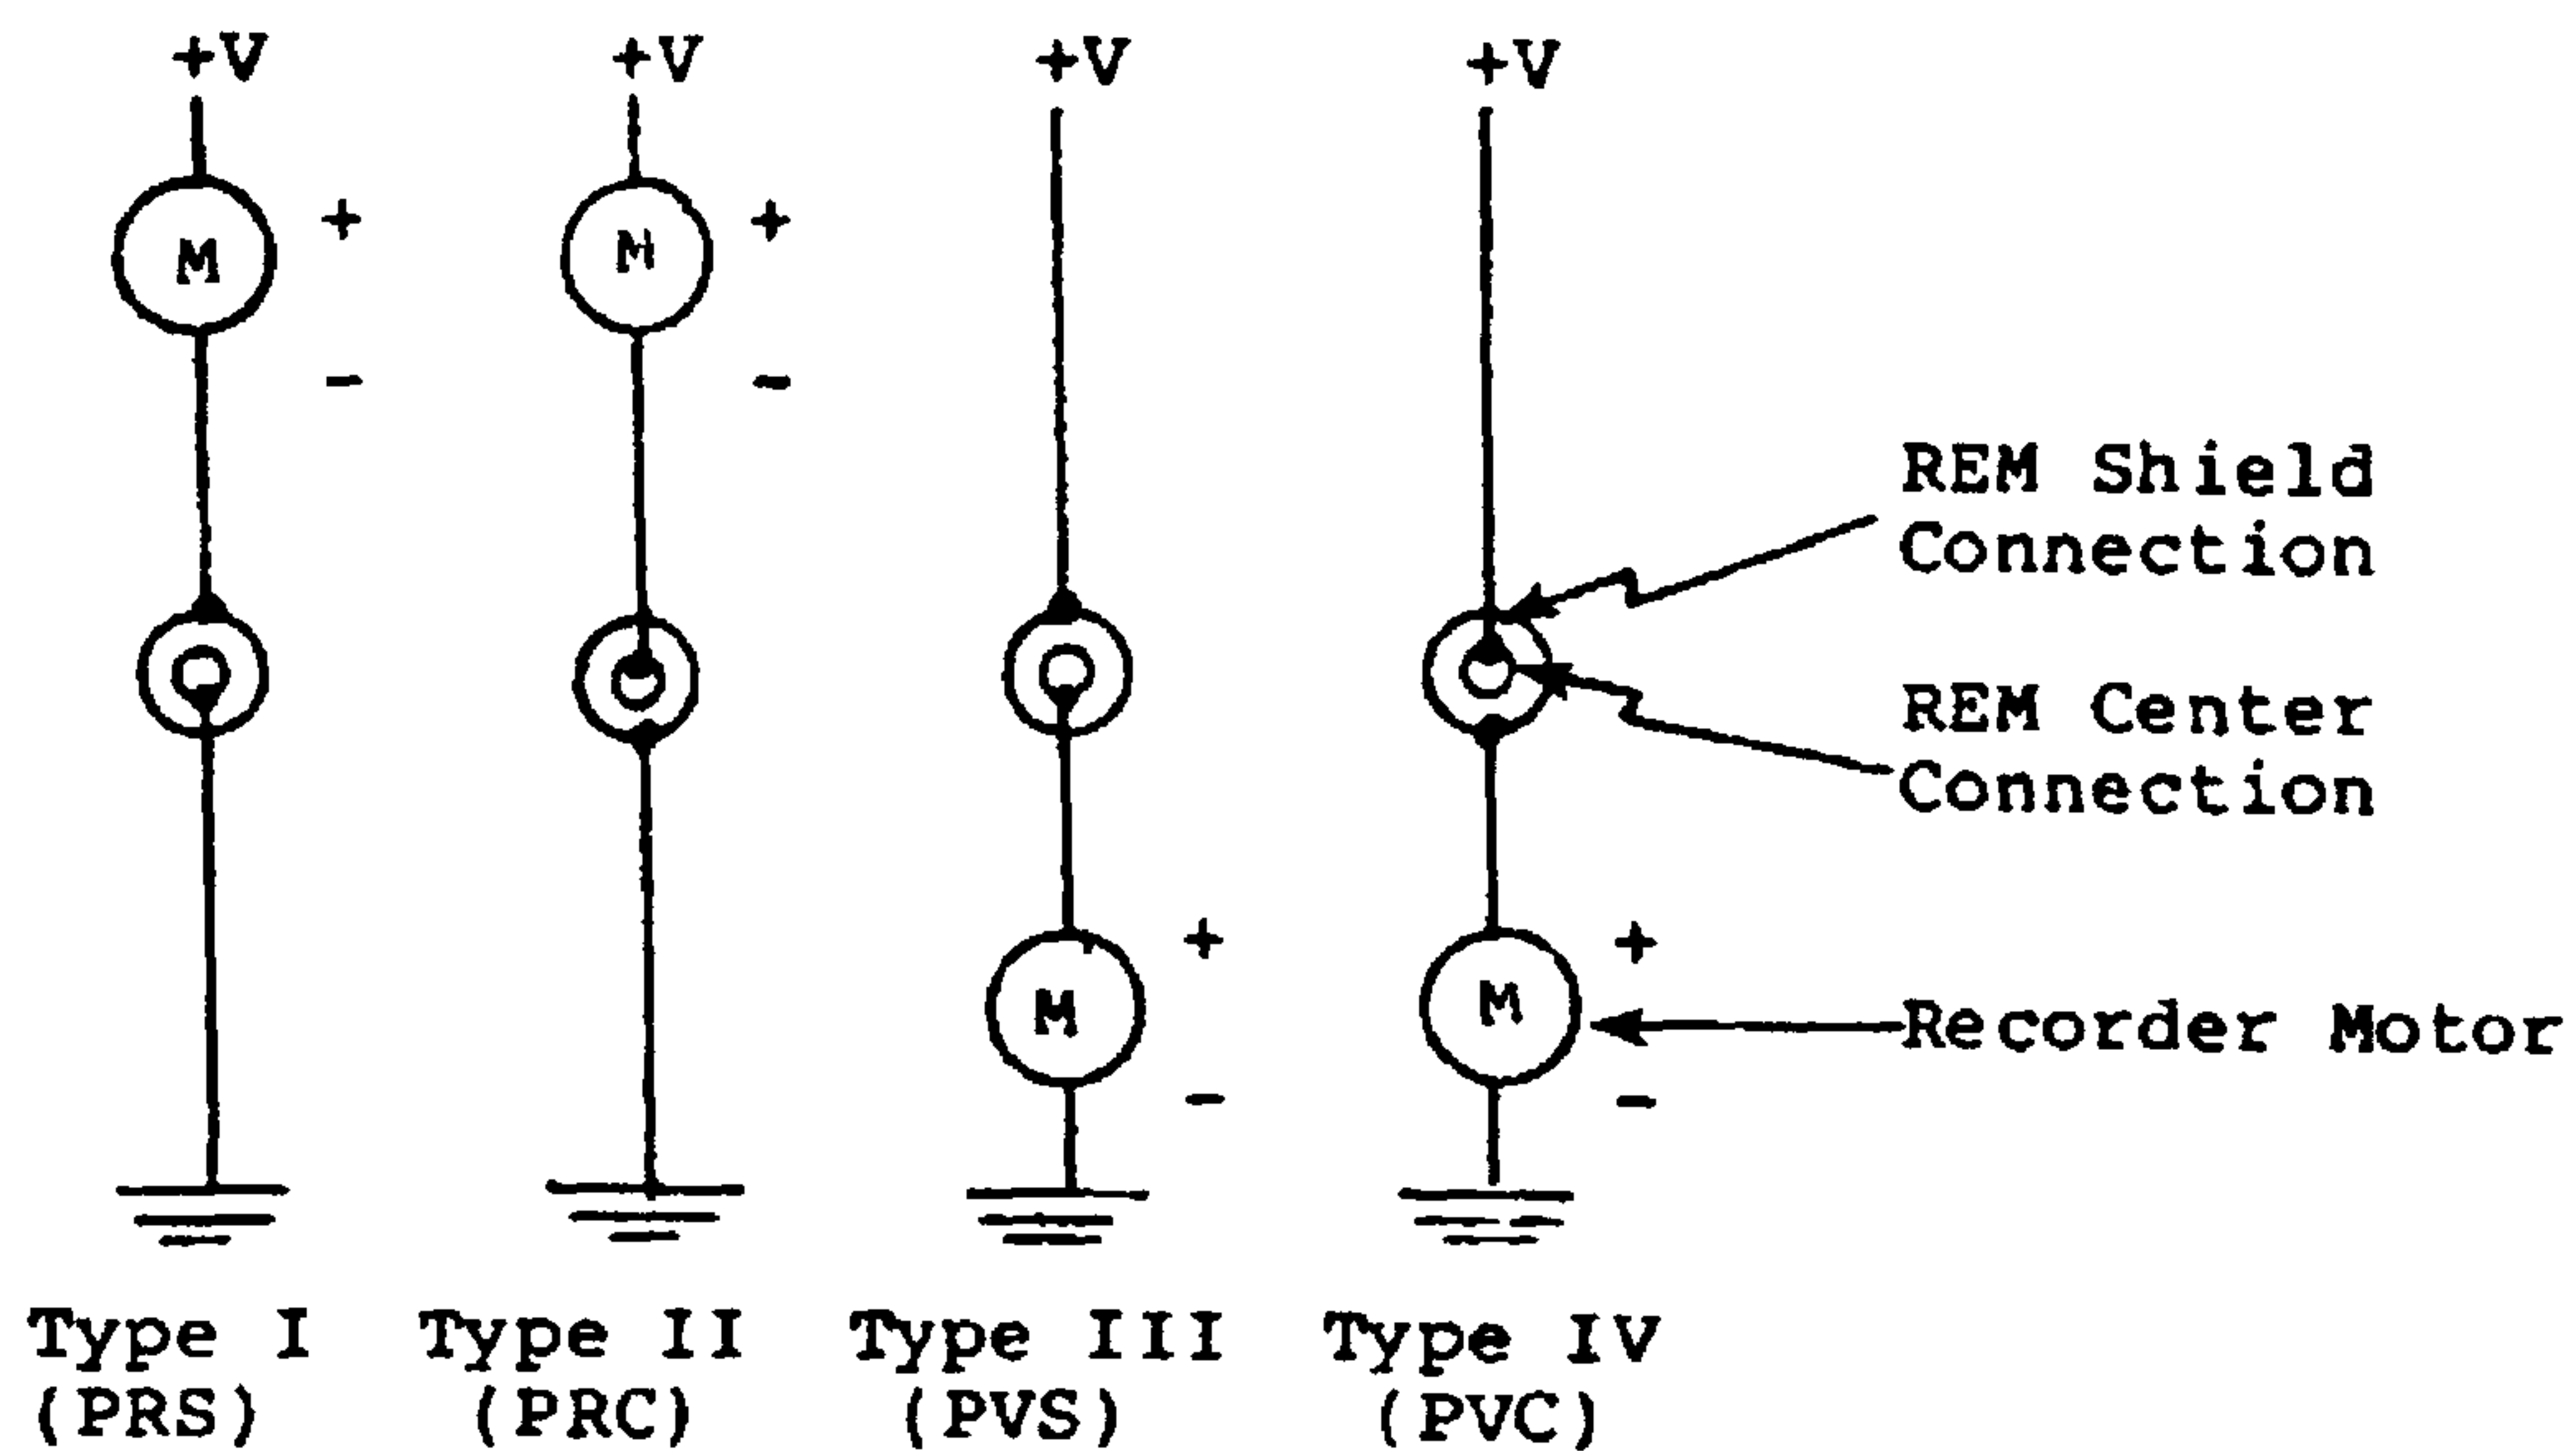 +V
+V
+V
+V
M
+
-
M
+
-
REM Shield
Connection
REM Center
Connection
M
+
-
M
+
-
Recorder Motor
Type I
(PRS)
Type II
(PRC)
Type III
(PVS)
Type IV
(PVC)